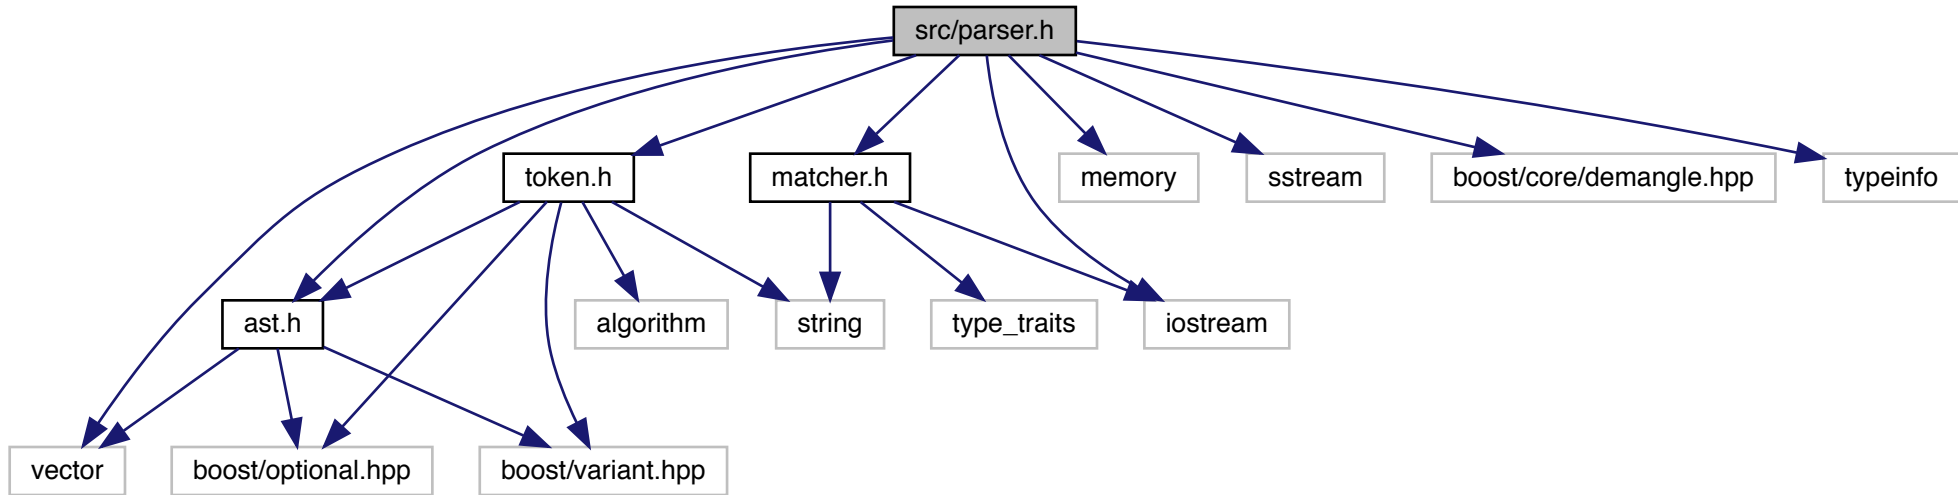 src/parser.h
token.h
matcher.h
memory
sstream
boost/core/demangle.hpp
typeinfo
ast.h
algorithm
string
type_traits
iostream
vector
boost/optional.hpp
boost/variant.hpp